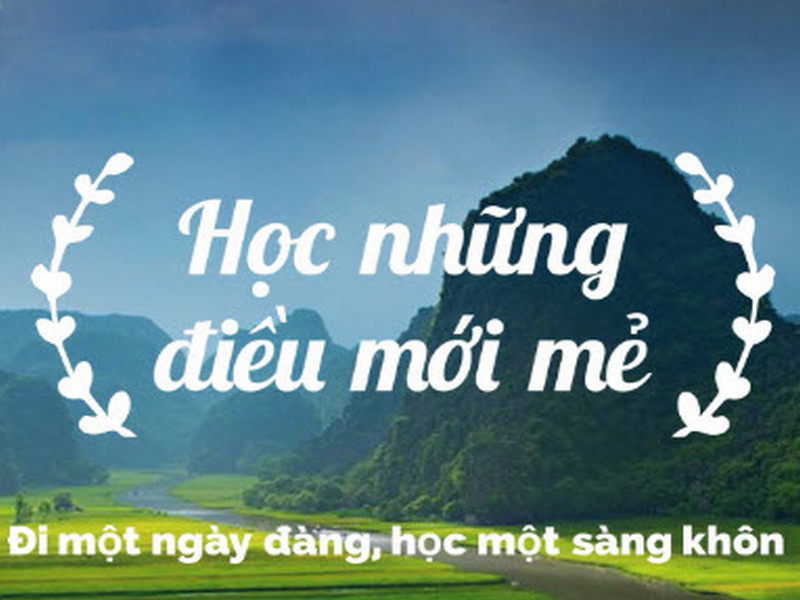 Học những
điều mới mẻ
Đi một ngày đàng, học một sàng khôn